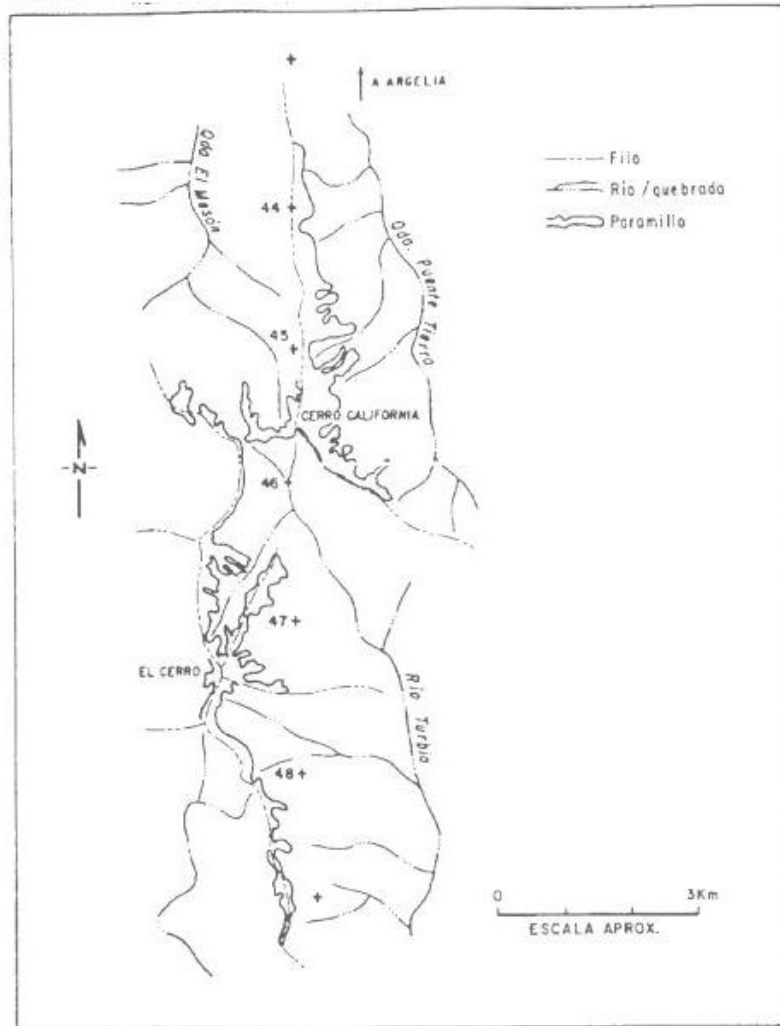 A ARGELIA
Filo
Río/quebrada
Paramillo
Qda El Mesón
44+
Qda. Puente Tierra
45
+
CERRO CALIFORNIA
-N-
46+
47+
EL CERRO
Río Turbio
48+
0 3Km
ESCALA APROX.